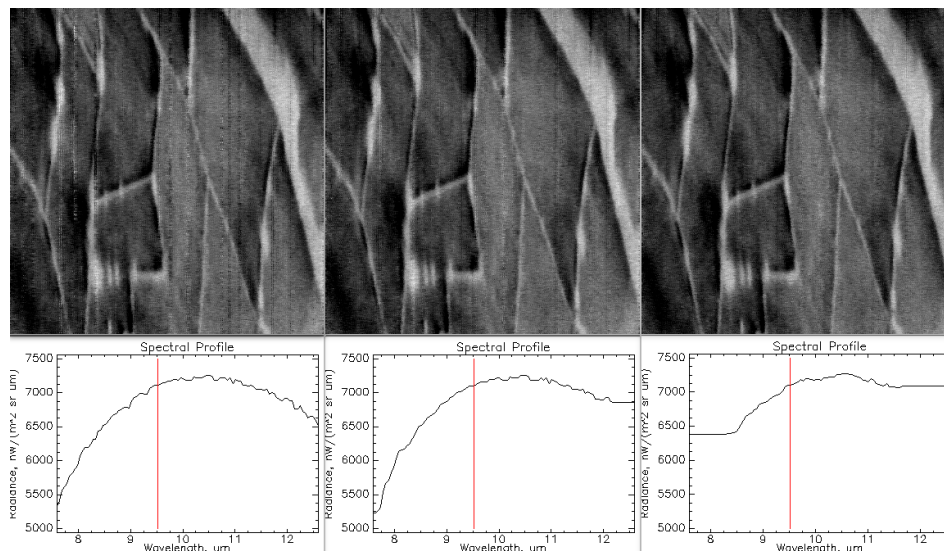 Spectral Profile
7500
7000
6500
6000
5500
5000
Radiance, nW/(m^2 sr um)
8 9 10 11 12
Wavelength, um
Spectral Profile
7500
7000
6500
6000
5500
5000
Radiance, nW/(m^2 sr um)
8 9 10 11 12
Wavelength, um
Spectral Profile
7500
7000
6500
6000
5500
5000
Radiance, nW/(m^2 sr um)
8 9 10 11 12
Wavelength, um